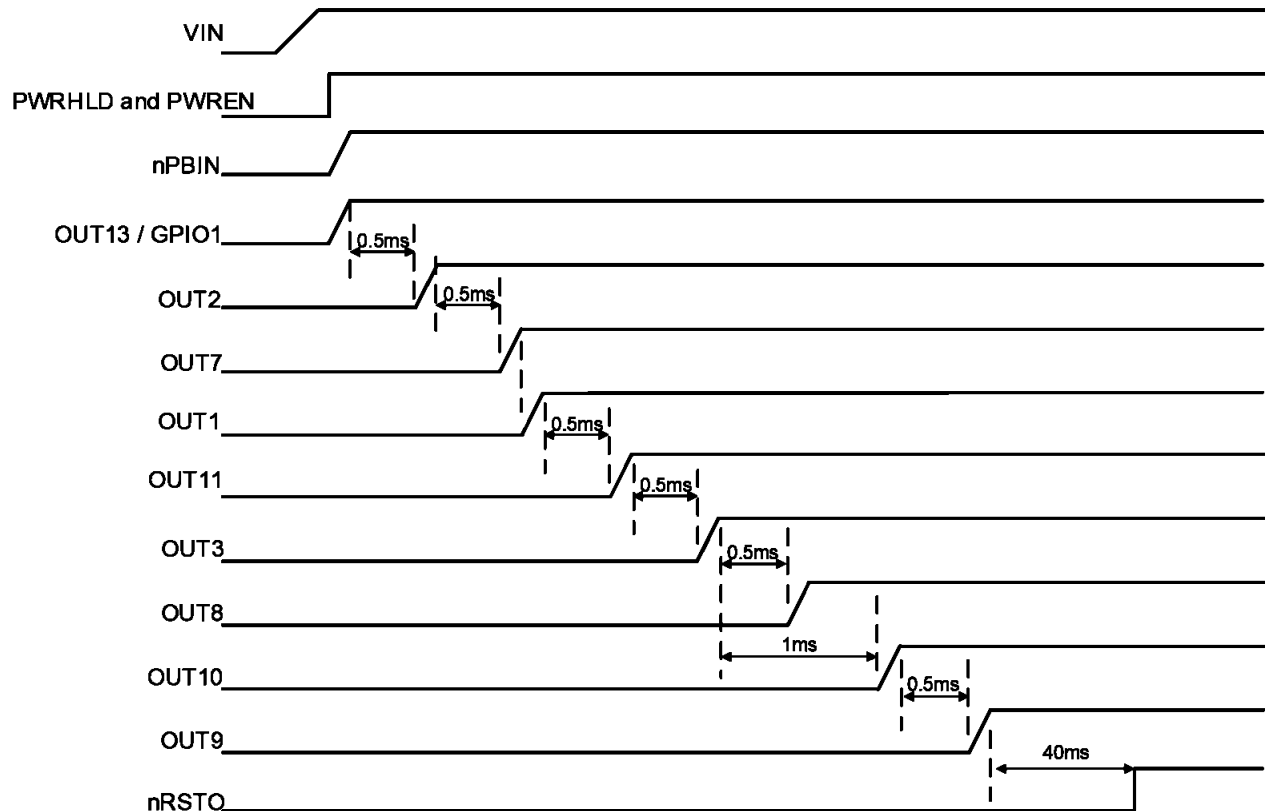 VIN
PWRHLD and PWREN
nPBIN
OUT13 / GPIO1
0.5ms
OUT2
0.5ms
OUT7
OUT1
0.5ms
OUT11
0.5ms
OUT3
0.5ms
OUT8
1ms
OUT10
0.5ms
OUT9
40ms
nRSTO